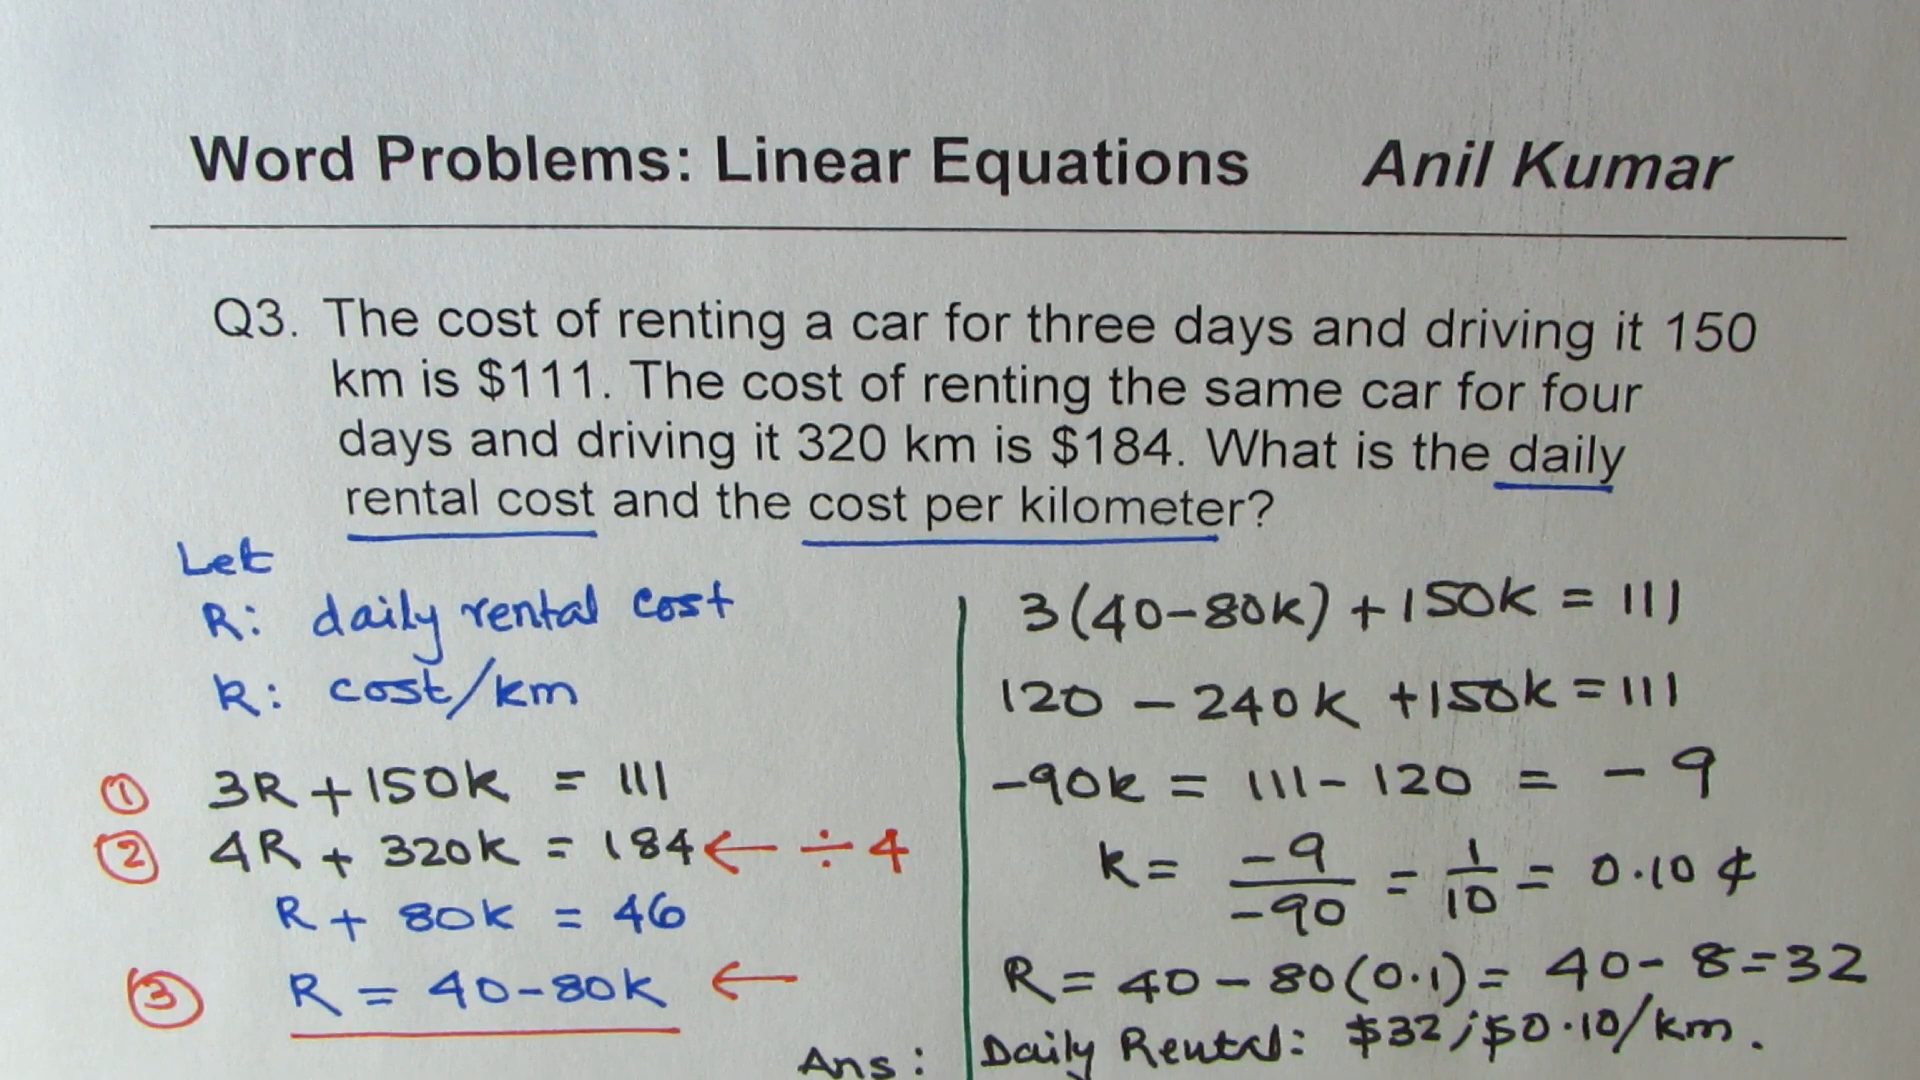 Word Problems: Linear Equations Anil Kumar
Q3. The cost of renting a car for three days and driving it 150
km is $111. The cost of renting the same car for four
days and driving it 320 km is $184. What is the daily
rental cost and the cost per kilometer?
Let
R: daily rental cost
k: cost/km
① 3R + 150k = 111
② 4R + 320k = 184 ← ÷ 4
R + 80k = 46
③ R = 40-80k ←
3(40-80k) + 150k = 111
120 - 240k + 150k = 111
-90k = 111 - 120 = -9
k = -9/-90 = 1/10 = 0.10 ¢
R = 40 - 80(0.1) = 40 - 8 = 32
Ans: Daily Rental: $32; $0.10/km.